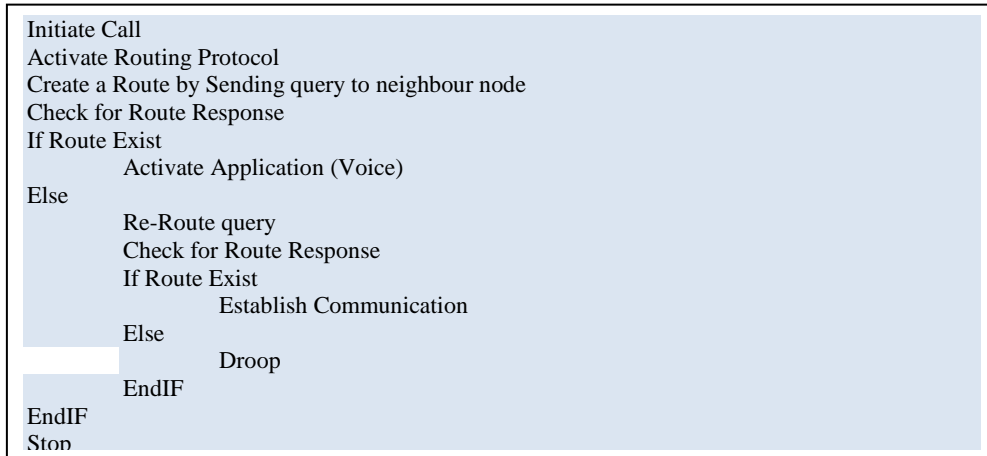 Initiate Call
Activate Routing Protocol
Create a Route by Sending query to neighbour node
Check for Route Response
If Route Exist
Activate Application (Voice)
Else
Re-Route query
Check for Route Response
If Route Exist
Establish Communication
Else
Droop
EndIF
EndIF
Stop